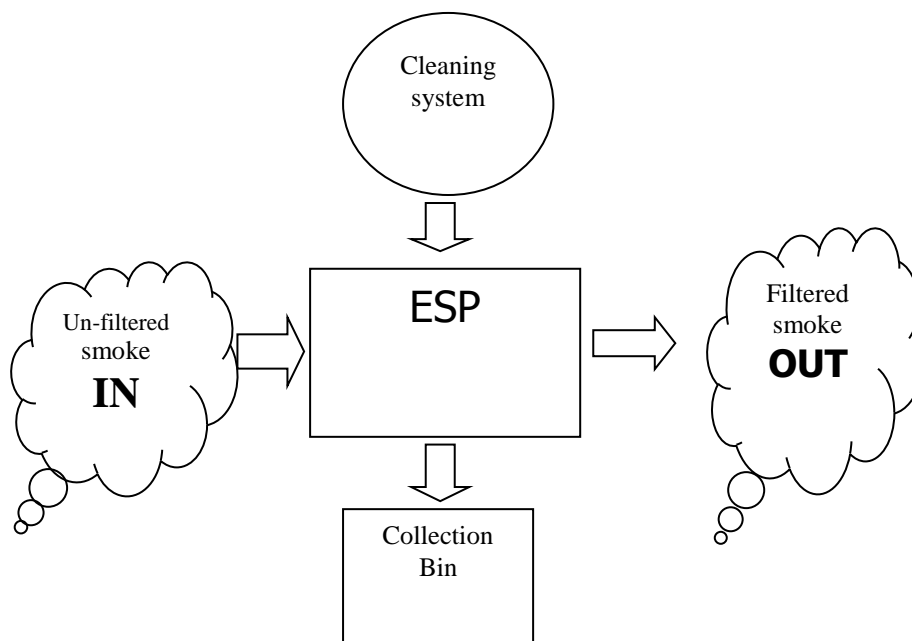 Cleaning
system
ESP
Un-filtered
smoke
IN
Filtered
smoke
OUT
Collection
Bin